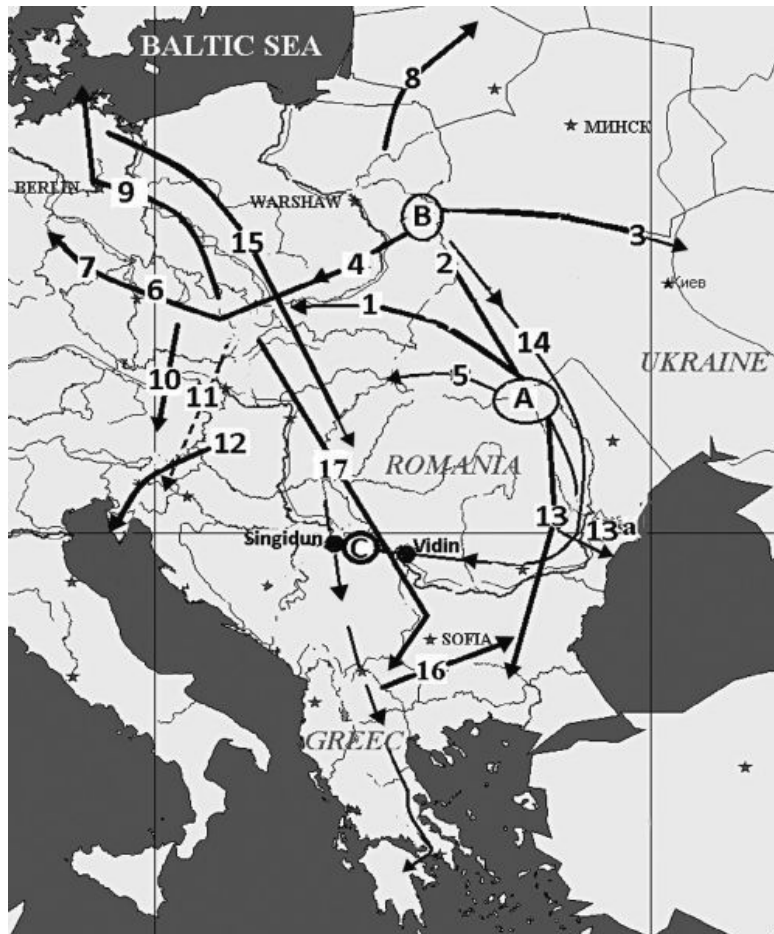 BALTIC SEA
8
МИНСК
BERLIN
9
WARSHAW
B
15
3
7
6
4
2
Киев
1
14
UKRAINE
10
11
5
A
12
17
ROMANIA
13
13a
Singidun
C
Vidin
SOFIA
16
GREEC